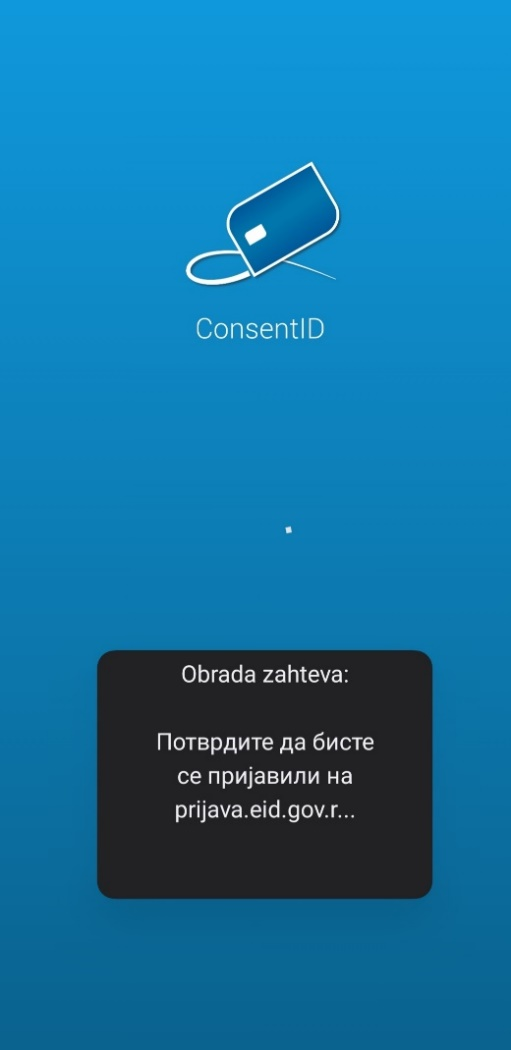 ConsentID
Obrada zahteva:
Потврдите да бисте
се пријавили на
prijava.eid.gov.r...